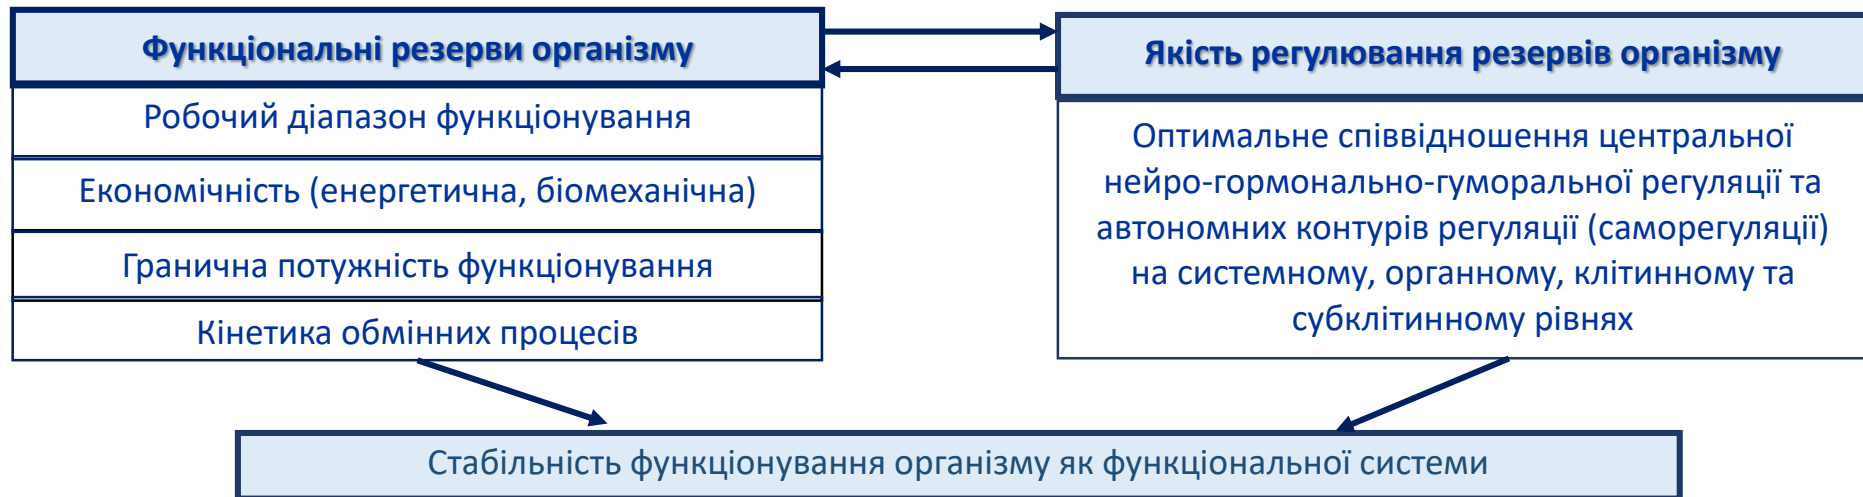 Функціональні резерви організму
Робочий діапазон функціонування
Економічність (енергетична, біомеханічна)
Гранична потужність функціонування
Кінетика обмінних процесів
Якість регулювання резервів організму
Оптимальне співвідношення центральної
нейро-гормонально-гуморальної регуляції та
автономних контурів регуляції (саморегуляції)
на системному, органному, клітинному та
субклітинному рівнях
Стабільність функціонування організму як функціональної системи